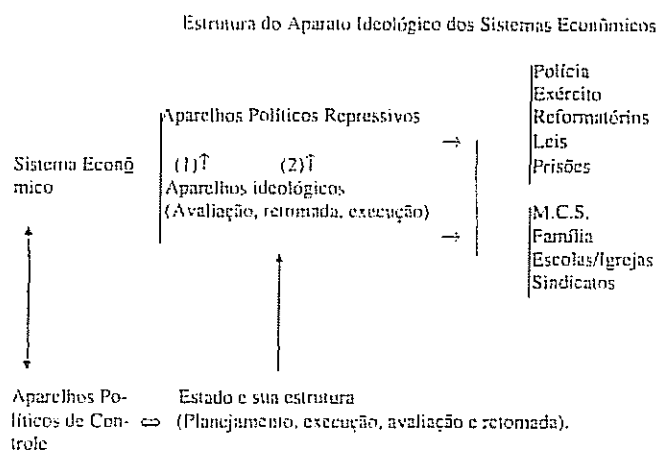 Estrutura do Aparato Ideológico dos Sistemas Econômicos
Polícia
Exército
Aparelhos Políticos Repressivos
Reformatórios
→
Leis
Sistema Econô
(1)↑ (2)↑
Prisões
mico
Aparelhos ideológicos
(Avaliação, retomada, execução)
M.C.S.
→
Família
Escolas/Igrejas
Sindicatos
Aparelhos Po-
Estado e sua estrutura
líticos de Con-
⇔ (Planejamento, execução, avaliação e retomada).
trole